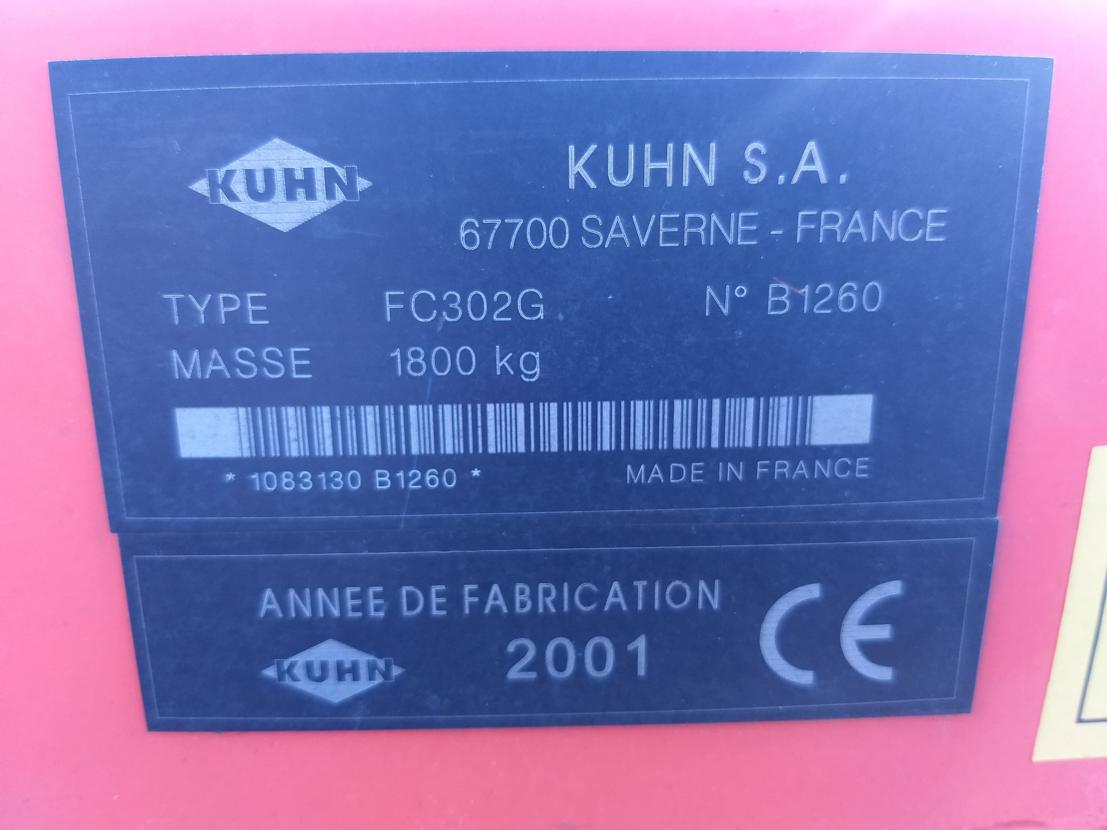 KUHN
KUHN S.A.
67700 SAVERNE - FRANCE
TYPE FC302G N° B1260
MASSE 1800 kg
* 1083130 B1260 *
MADE IN FRANCE
ANNEE DE FABRICATION
KUHN
2001
CE